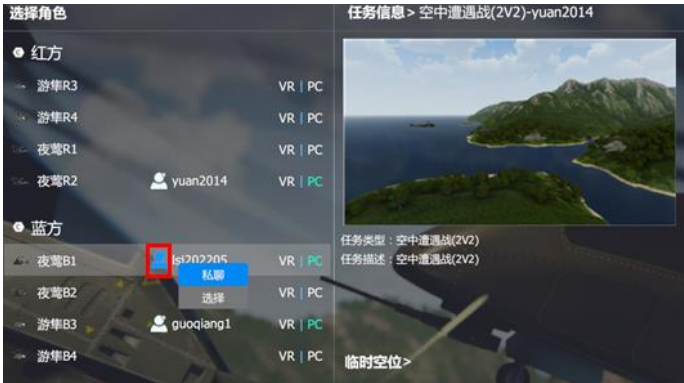 选择角色
红方
游隼R3 VR | PC
游隼R4 VR | PC
夜莺R1 VR | PC
夜莺R2 yuan2014 VR | PC
蓝方
夜莺B1 lsj202205 VR | PC
私聊
夜莺B2 选择 VR | PC
游隼B3 guoqiang1 VR | PC
游隼B4 VR | PC
任务信息> 空中遭遇战(2V2)-yuan2014
任务类型：空中遭遇战(2V2)
任务描述：空中遭遇战(2V2)
临时空位>